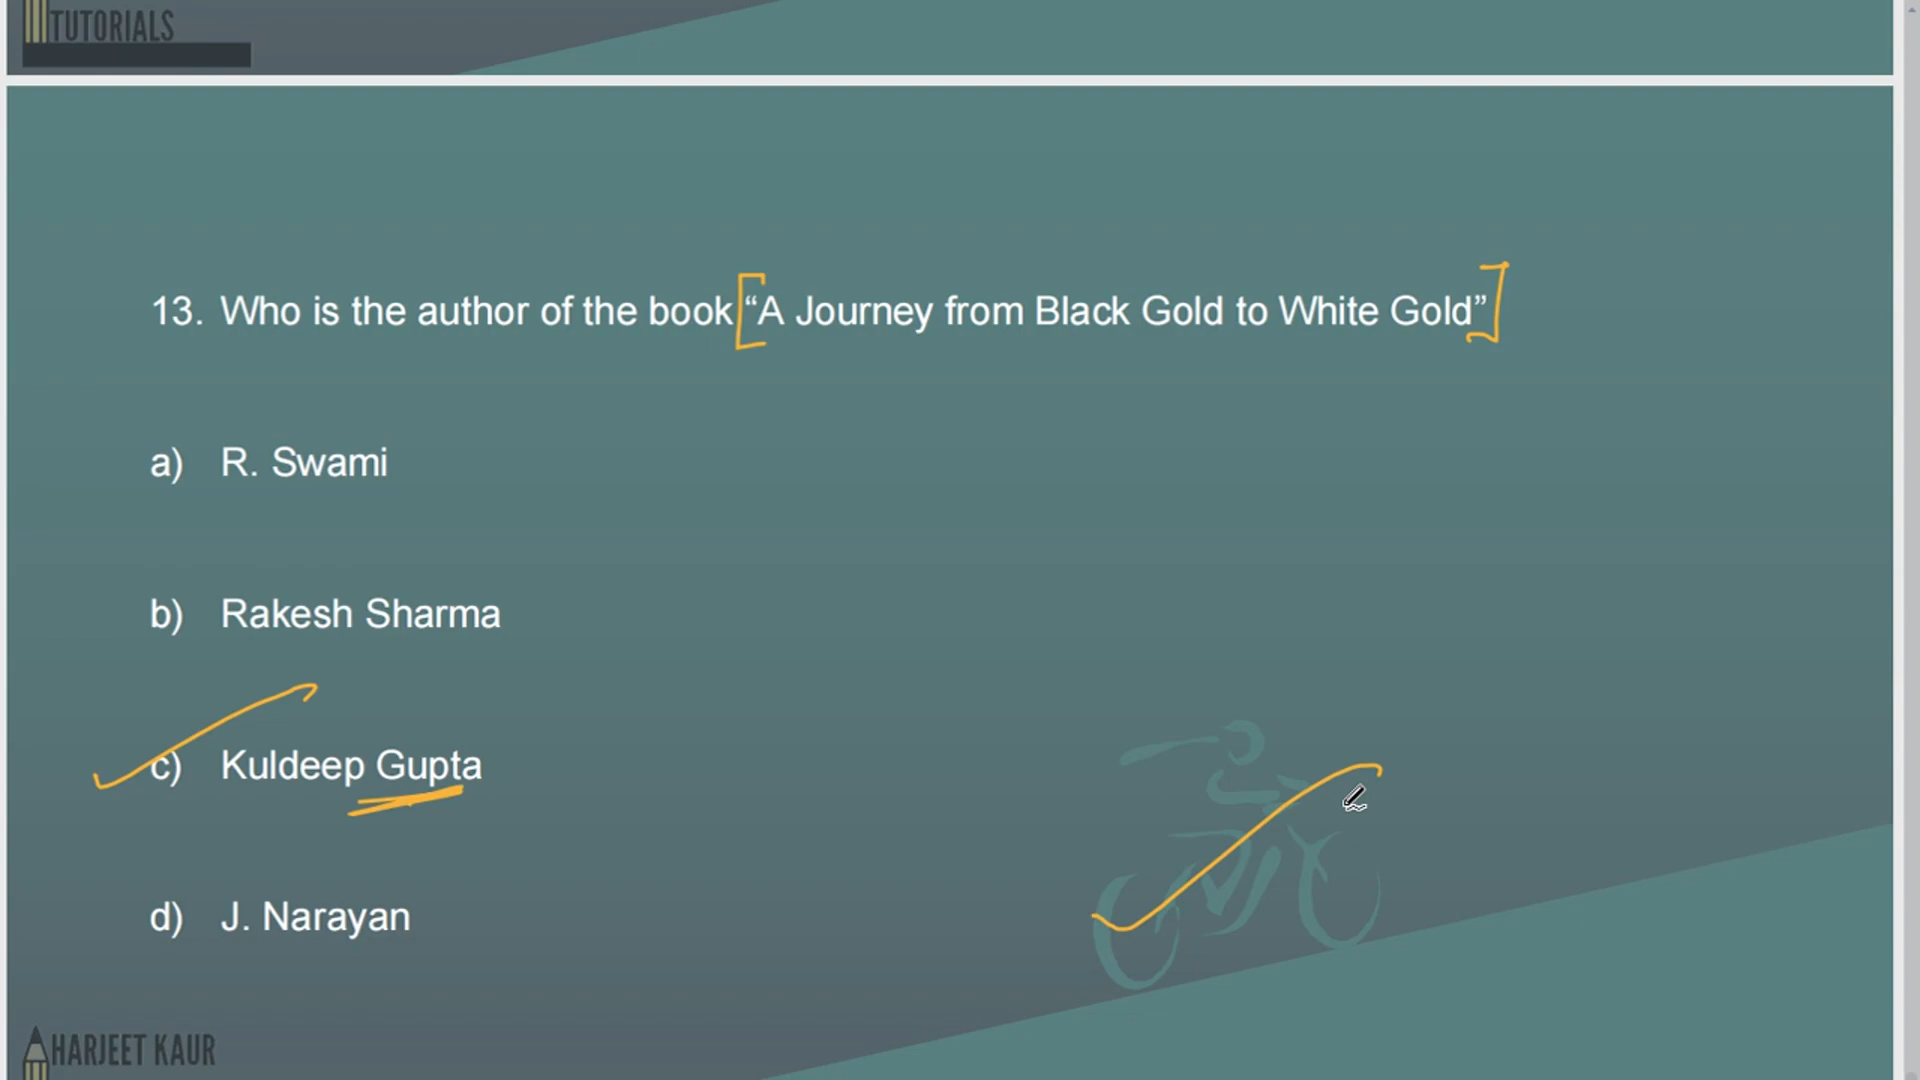 TUTORIALS
13. Who is the author of the book “A Journey from Black Gold to White Gold”
a) R. Swami
b) Rakesh Sharma
c) Kuldeep Gupta
d) J. Narayan
HARJEET KAUR